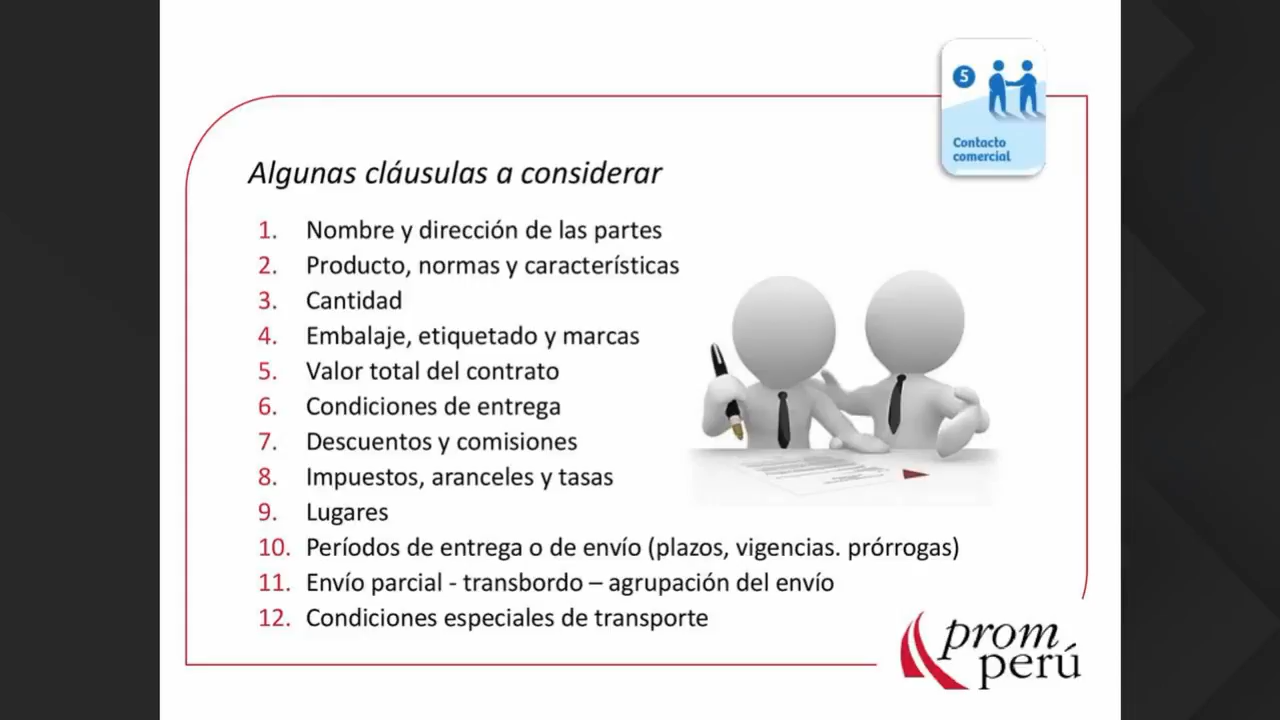 5
Contacto
comercial
Algunas cláusulas a considerar
1. Nombre y dirección de las partes
2. Producto, normas y características
3. Cantidad
4. Embalaje, etiquetado y marcas
5. Valor total del contrato
6. Condiciones de entrega
7. Descuentos y comisiones
8. Impuestos, aranceles y tasas
9. Lugares
10. Períodos de entrega o de envío (plazos, vigencias. prórrogas)
11. Envío parcial - transbordo – agrupación del envío
12. Condiciones especiales de transporte
prom
perú